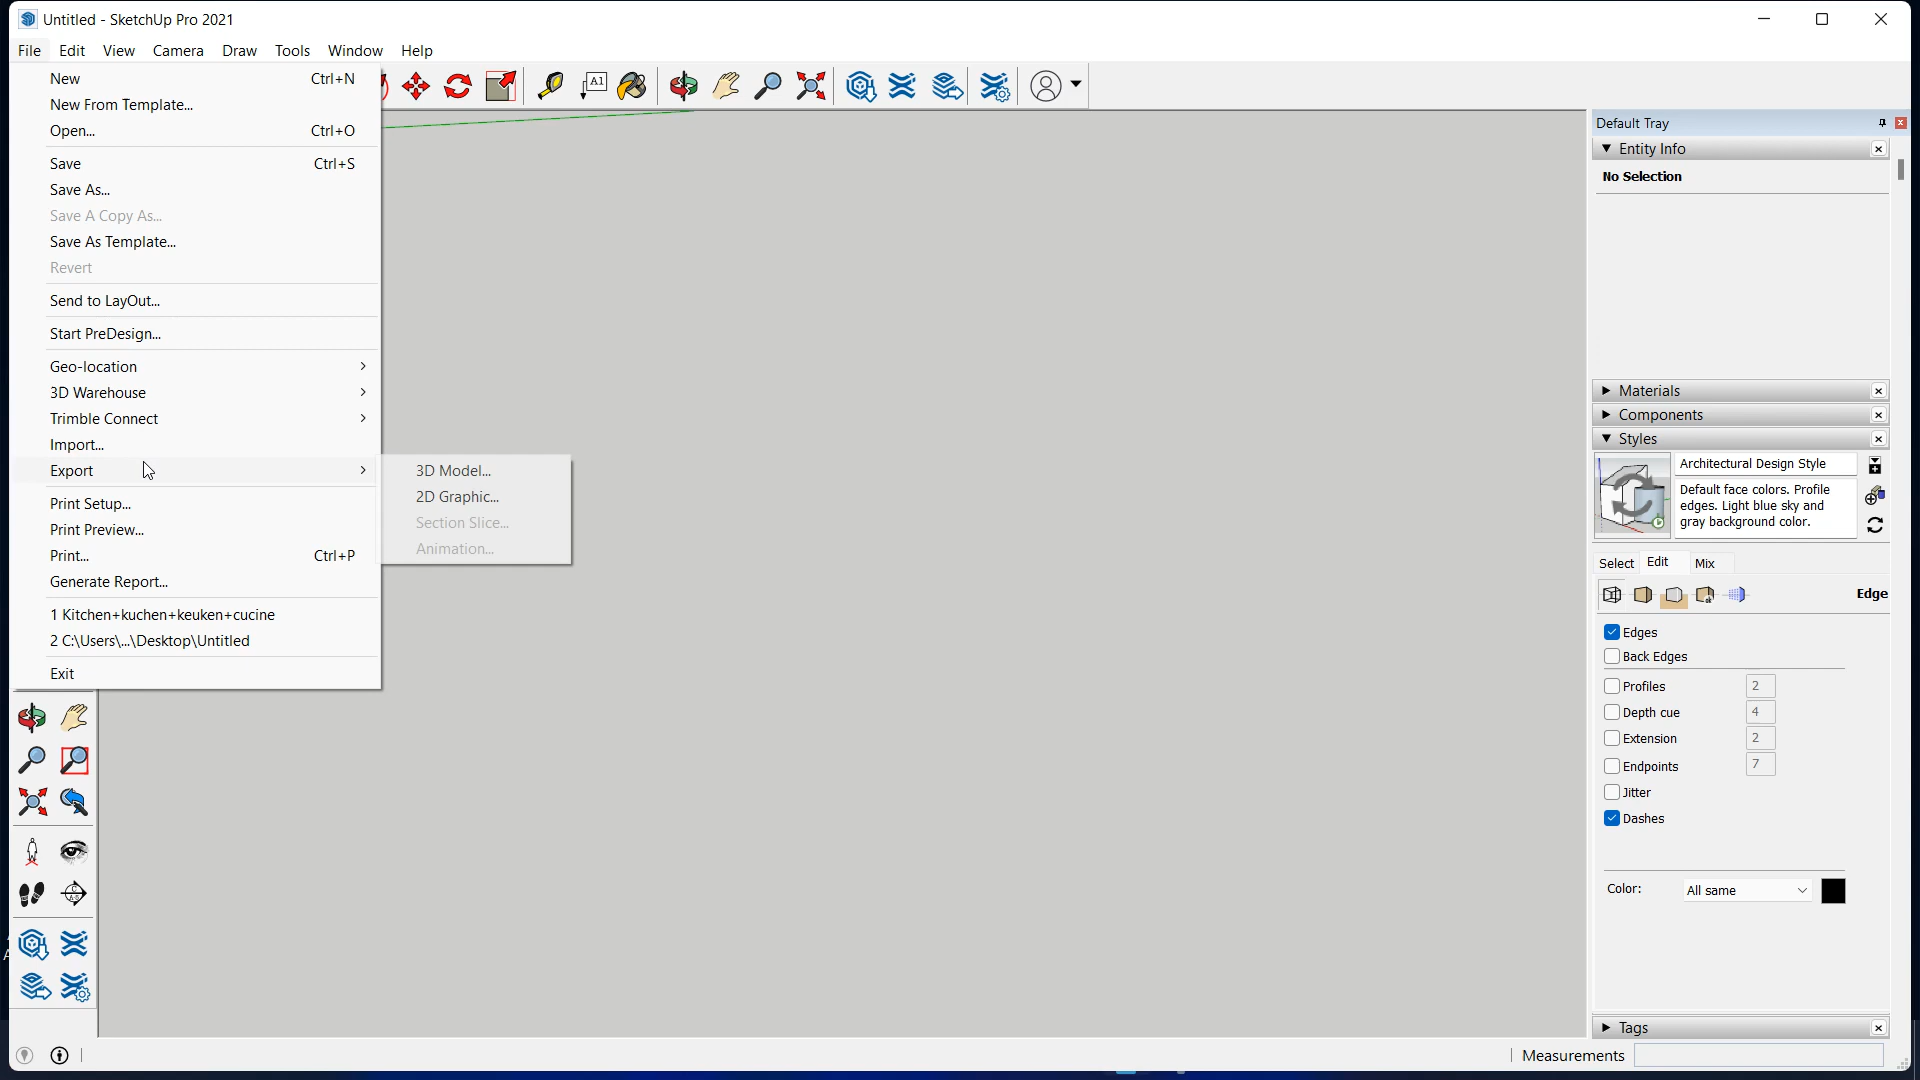 Untitled - SketchUp Pro 2021
File Edit View Camera Draw Tools Window Help
New Ctrl+N
New From Template...
Open... Ctrl+O
Save Ctrl+S
Save As...
Save A Copy As...
Save As Template...
Revert
Send to LayOut...
Start PreDesign...
Geo-location
3D Warehouse
Trimble Connect
Import...
Export
3D Model...
2D Graphic...
Section Slice...
Animation...
Print Setup...
Print Preview...
Print... Ctrl+P
Generate Report...
1 Kitchen+kuchen+keuken+cucine
2 C:\Users\...\Desktop\Untitled
Exit
A1
Default Tray
Entity Info
No Selection
Materials
Components
Styles
Architectural Design Style
Default face colors. Profile
edges. Light blue sky and
gray background color.
Select Edit Mix
Edge
Edges
Back Edges
Profiles 2
Depth cue 4
Extension 2
Endpoints 7
Jitter
Dashes
Color: All same
Tags
Measurements